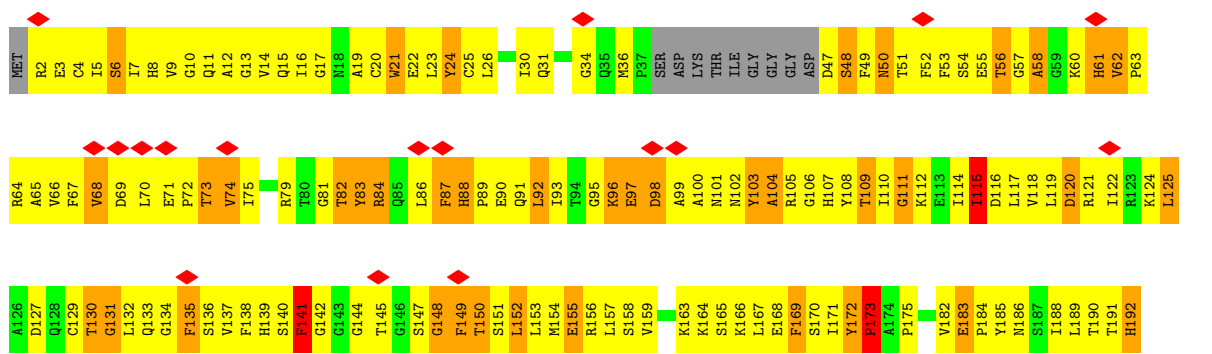 MET R2 E3 C4 I5 S6 I7 H8 V9 G10 Q11 A12 G13 V14 Q15 I16 G17 N18 A19 C20 W21 E22 L23 Y24 C25 L26 I30 Q31 G34 Q35 M36 P37 SER ASP LYS THR ILE GLY GLY GLY ASP D47 S48 F49 N50 T51 F52 F53 S54 E55 T56 G57 A58 G59 K60 H61 V62 P63
R64 A65 V66 F67 V68 D69 L70 E71 P72 T73 V74 I75 R79 T80 G81 T82 Y83 R84 Q85 L86 F87 H88 P89 E90 Q91 L92 I93 T94 G95 K96 E97 D98 A99 A100 N101 N102 Y103 A104 R105 G106 H107 Y108 T109 I110 G111 K112 E113 I114 I115 D116 L117 V118 L119 D120 R121 I122 R123 K124 L125
A126 D127 Q128 C129 T130 G131 L132 Q133 G134 F135 S136 V137 F138 H139 S140 F141 G142 G143 G144 T145 G146 S147 G148 F149 T150 S151 L152 L153 M154 E155 R156 L157 S158 V159 K163 K164 S165 K166 L167 E168 F169 S170 I171 Y172 P173 A174 P175 V182 E183 P184 Y185 N186 S187 I188 L189 T190 T191 H192